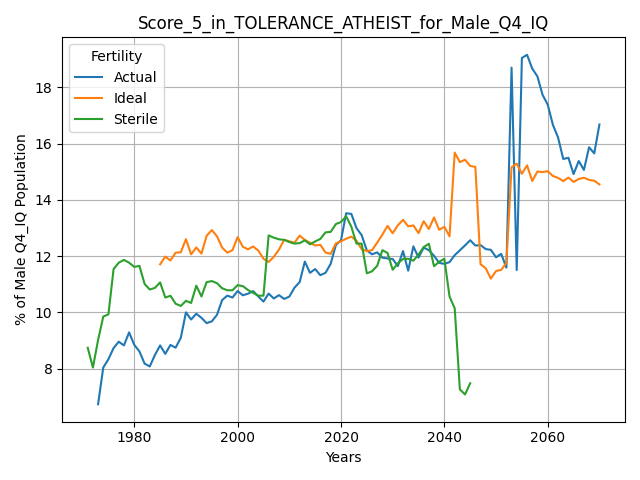 Score_5_in_TOLERANCE_ATHEIST_for_Male_Q4_IQ
Fertility
Actual
Ideal
Sterile
% of Male Q4_IQ Population
18
16
14
12
10
8
1980
2000
2020
2040
2060
Years